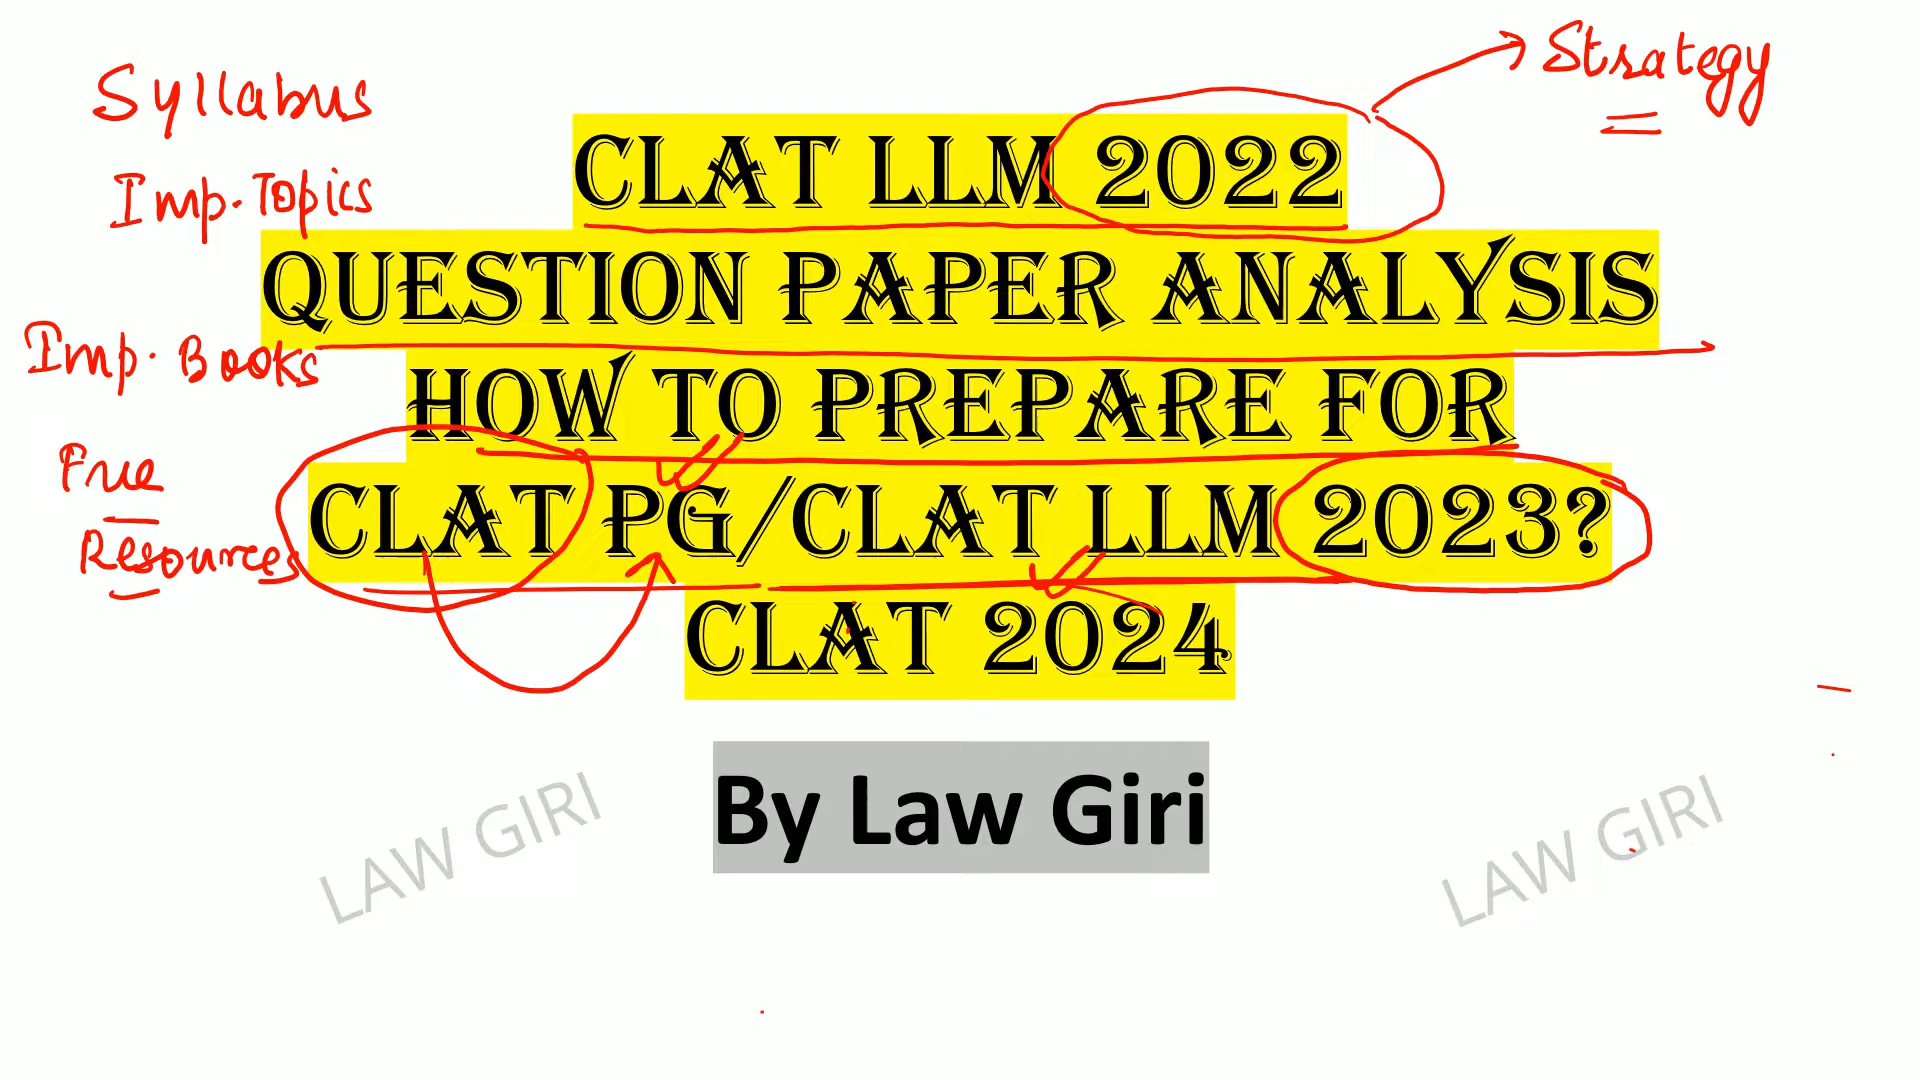 Syllabus
Imp. Topics
Imp. Books
Free
Resources
Strategy
CLAT LLM 2022
QUESTION PAPER ANALYSIS
HOW TO PREPARE FOR
CLAT PG/CLAT LLM 2023?
CLAT 2024
By Law Giri
LAW GIRI
LAW GIRI